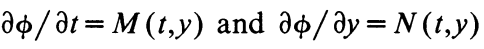 ∂ϕ/∂t = M(t,y) and ∂ϕ/∂y = N(t,y)